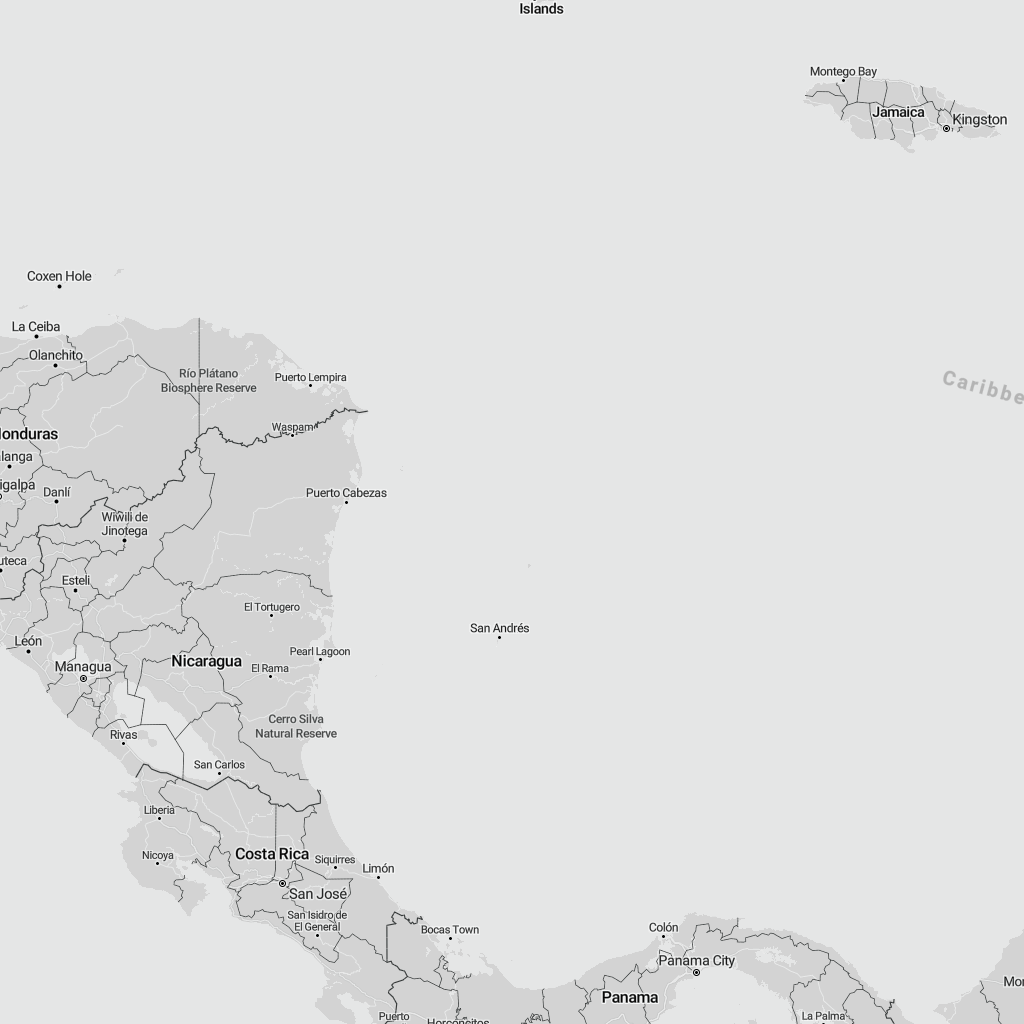 Islands
Montego Bay
Jamaica
Kingston
Coxen Hole
La Ceiba
Olanchito
Río Plátano
Biosphere Reserve
Puerto Lempira
Caribbe
Waspam
Honduras
langa
igalpa
Danlí
Puerto Cabezas
Wiwilí de
Jinotega
uteca
Estelí
El Tortugero
San Andrés
León
Pearl Lagoon
Managua
Nicaragua
El Rama
Cerro Silva
Natural Reserve
Rivas
San Carlos
Liberia
Nicoya
Costa Rica
Siquirres
Limón
San José
San Isidro de
El General
Bocas Town
Colón
Panama City
Panama
Mon
Puerto
Horconcitos
La Palma